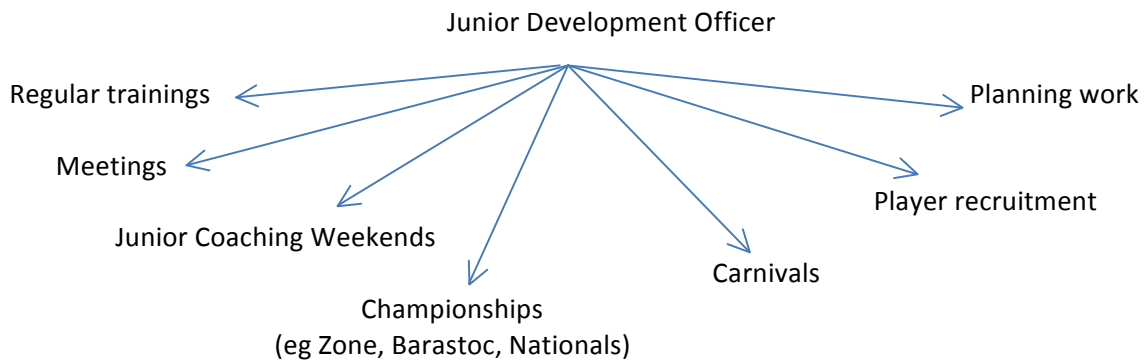 Junior Development Officer
Regular trainings
Planning work
Meetings
Player recruitment
Junior Coaching Weekends
Carnivals
Championships
(eg Zone, Barastoc, Nationals)